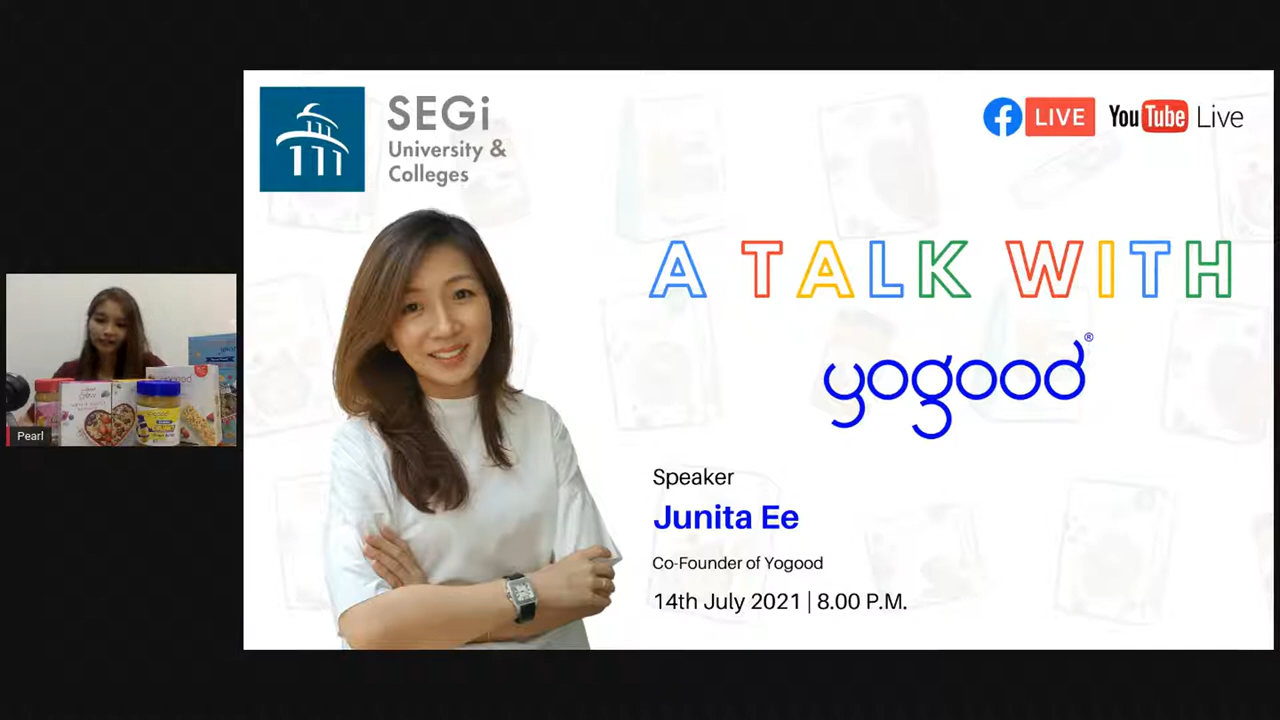 SEGi
University &
Colleges
LIVE
YouTube Live
A TALK WITH
yogood®
Speaker
Junita Ee
Co-Founder of Yogood
14th July 2021 | 8.00 P.M.
Pearl